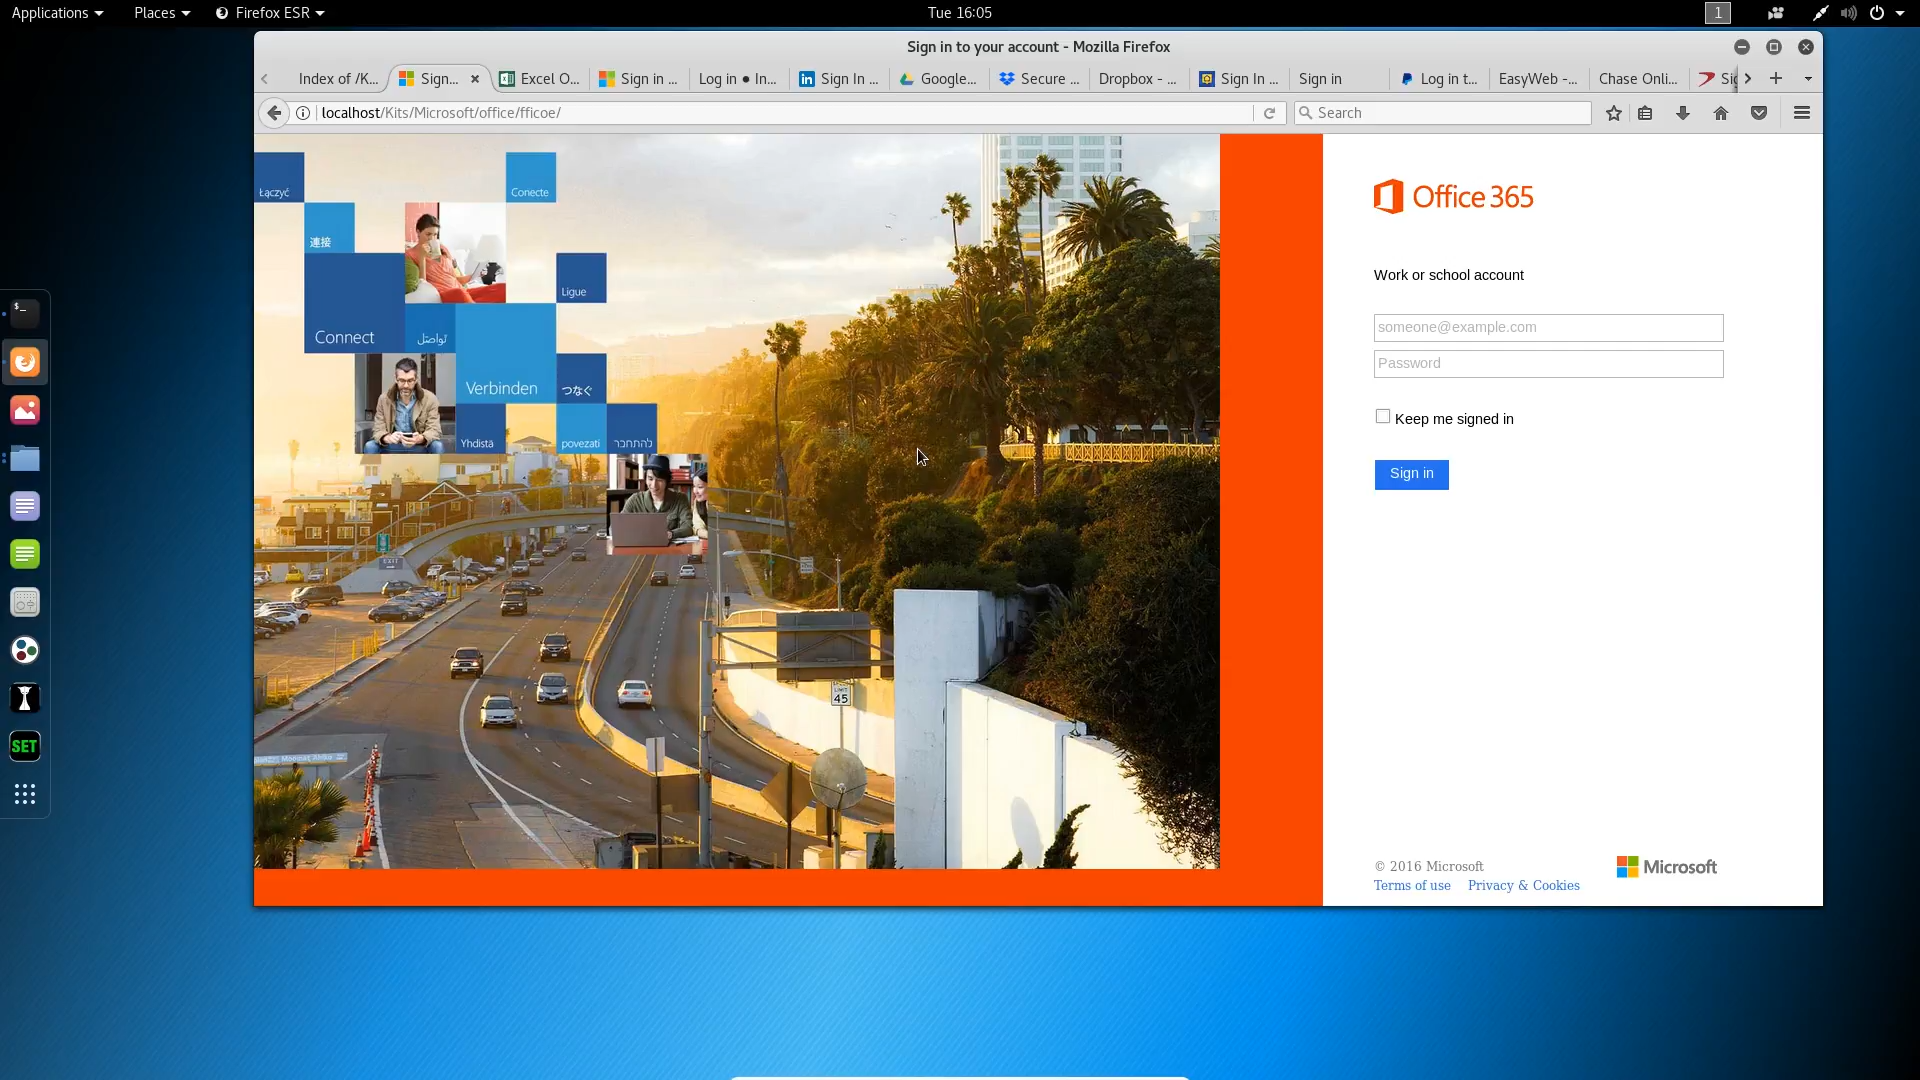 Applications Places Firefox ESR Tue 16:05 1
Sign in to your account - Mozilla Firefox
Index of /K... Sign... Excel O... Sign in ... Log in • In... Sign In ... Google... Secure ... Dropbox - ... Sign In ... Sign in Log in t... EasyWeb -... Chase Onli...
localhost/Kits/Microsoft/office/fficoe/ Search
Łączyć
Conecte
連接
Ligue
Connect
تواصَل
Verbinden
つなぐ
Yhdistä
povezati
להתחבר
EXIT
LIMIT
45
SET
Office 365
Work or school account
someone@example.com
Password
Keep me signed in
Sign in
© 2016 Microsoft
Microsoft
Terms of use Privacy & Cookies